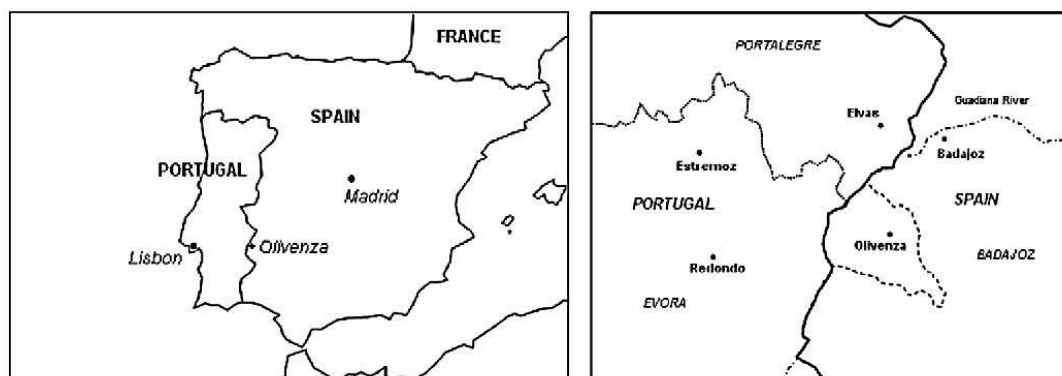 FRANCE
SPAIN
PORTUGAL
Madrid
Lisbon
Olivenza
PORTALEGRE
Guadiana River
Elvas
Badajoz
Estremoz
PORTUGAL
SPAIN
Olivenza
BADAJOZ
Redondo
EVORA